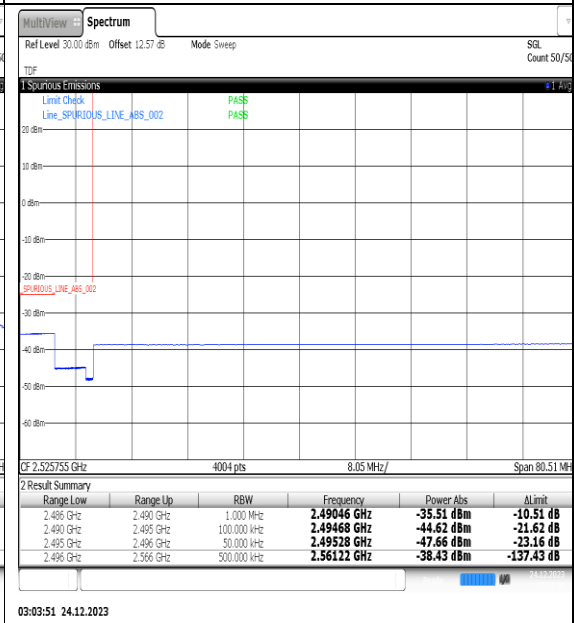 MultiView Spectrum
Ref Level 30.00 dBm Offset 12.57 dB Mode Sweep SGL
Count 50/50
TDF
1 Spurious Emissions 1 Avg
Limit Check PASS
Line_SPURIOUS_LINE_ABS_002 PASS
20 dBm
10 dBm
0 dBm
-10 dBm
-20 dBm
_SPURIOUS_LINE_ABS_002
-30 dBm
-40 dBm
-50 dBm
-60 dBm
CF 2.525755 GHz 4004 pts 8.05 MHz/ Span 80.51 MH
2 Result Summary
Range Low Range Up RBW Frequency Power Abs ΔLimit
2.486 GHz 2.490 GHz 1.000 MHz 2.49046 GHz -35.51 dBm -10.51 dB
2.490 GHz 2.495 GHz 100.000 kHz 2.49468 GHz -44.62 dBm -21.62 dB
2.495 GHz 2.496 GHz 50.000 kHz 2.49528 GHz -47.66 dBm -23.16 dB
2.496 GHz 2.566 GHz 500.000 kHz 2.56122 GHz -38.43 dBm -137.43 dB
24.12.2023
03:03:51 24.12.2023